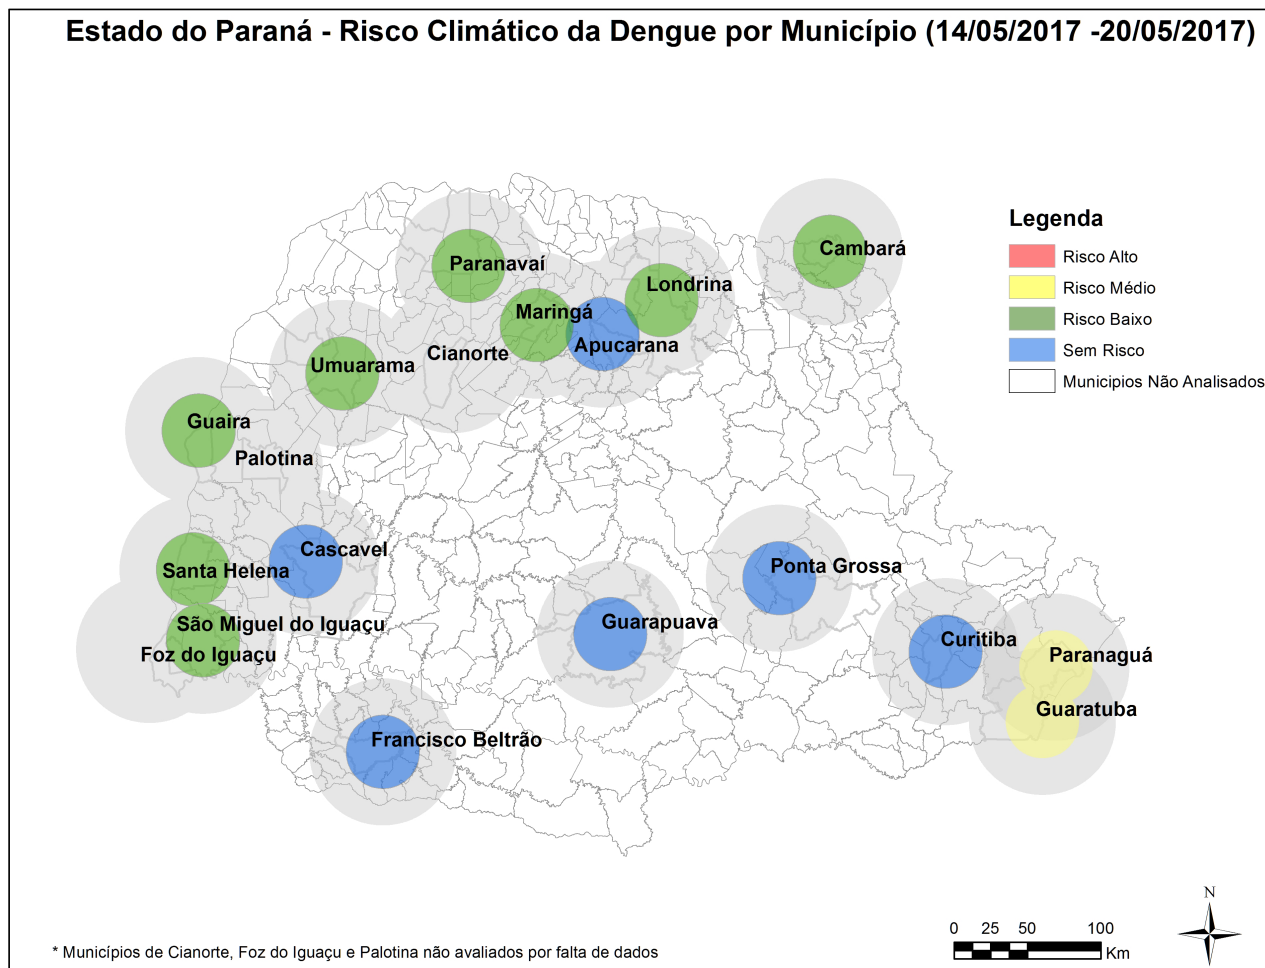 Estado do Paraná - Risco Climático da Dengue por Município (14/05/2017 -20/05/2017)
Legenda
Risco Alto
Risco Médio
Risco Baixo
Sem Risco
Municipios Não Analisados
Cambará
Paranavaí
Londrina
Maringá
Apucarana
Cianorte
Umuarama
Guaira
Palotina
Cascavel
Santa Helena
São Miguel do Iguaçu
Foz do Iguaçu
Ponta Grossa
Guarapuava
Curitiba
Paranaguá
Guaratuba
Francisco Beltrão
N
0 25 50 100
Km
* Municípios de Cianorte, Foz do Iguaçu e Palotina não avaliados por falta de dados